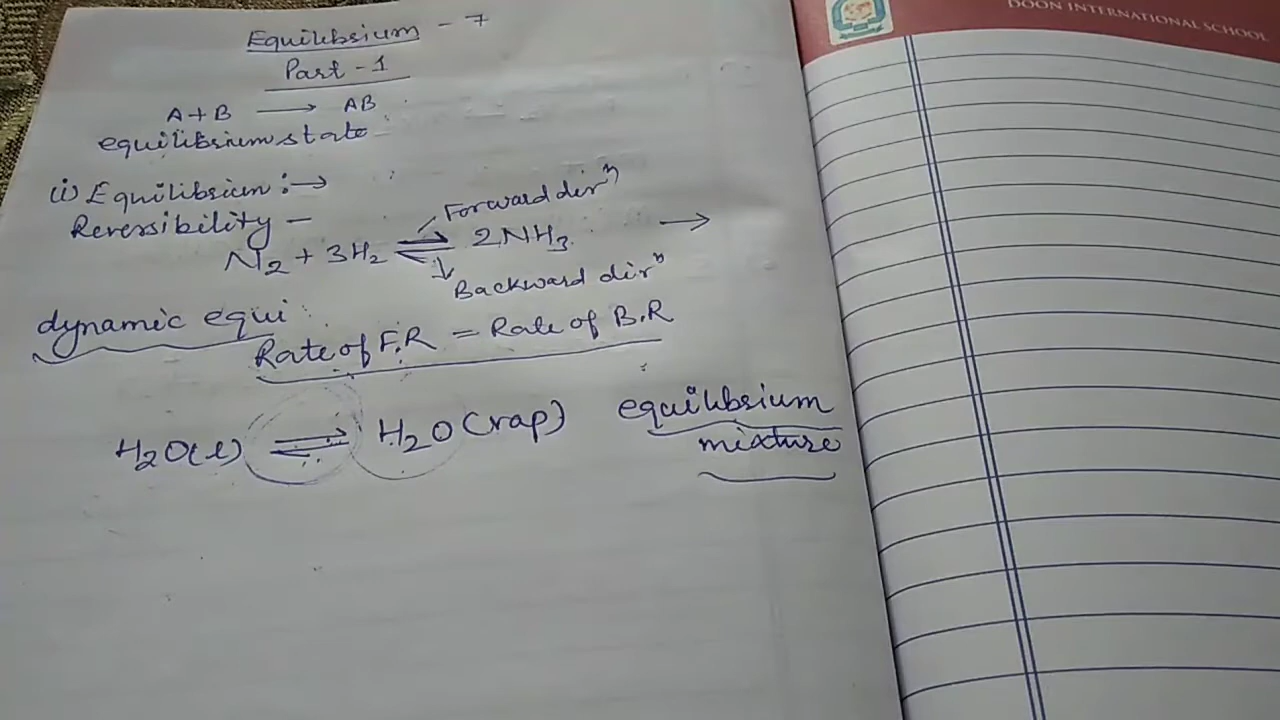 Equilibrium - 7
Part - 1
A + B ⟶ AB
equilibrium state
(i) Equilibrium :→
Reversibility -
Forward dirⁿ
N₂ + 3H₂ ⇌ 2NH₃ ⟶
Backward dirⁿ
dynamic equi
Rate of F.R = Rate of B.R
H₂O(l) ⇌ H₂O(vap)
equilibrium
mixture
DOON INTERNATIONAL SCHOOL